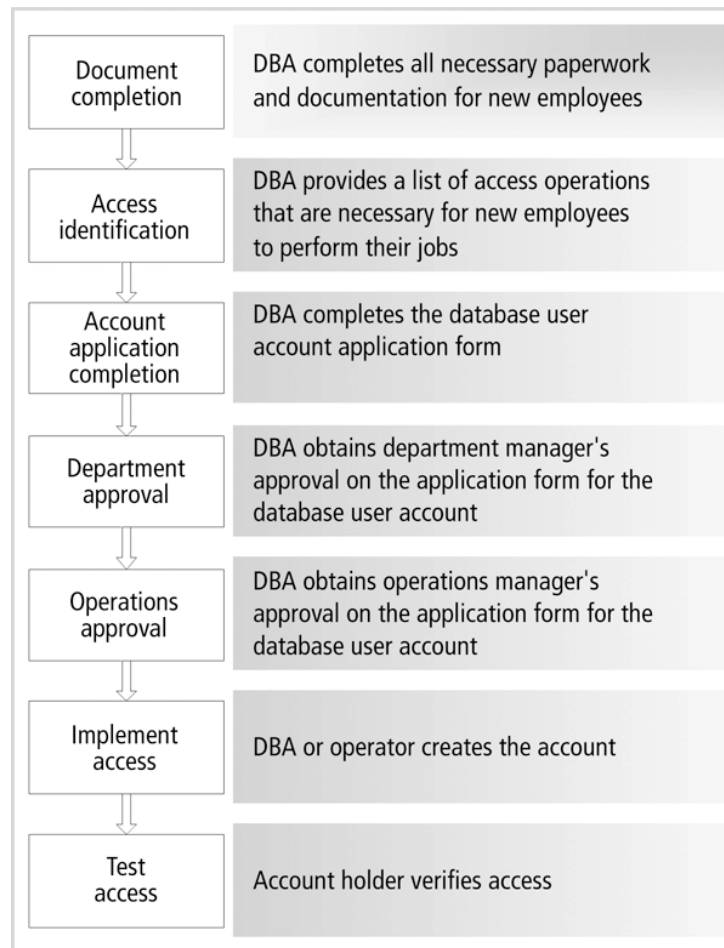 Document
completion
DBA completes all necessary paperwork
and documentation for new employees
Access
identification
DBA provides a list of access operations
that are necessary for new employees
to perform their jobs
Account
application
completion
DBA completes the database user
account application form
Department
approval
DBA obtains department manager's
approval on the application form for the
database user account
Operations
approval
DBA obtains operations manager's
approval on the application form for the
database user account
Implement
access
DBA or operator creates the account
Test
access
Account holder verifies access